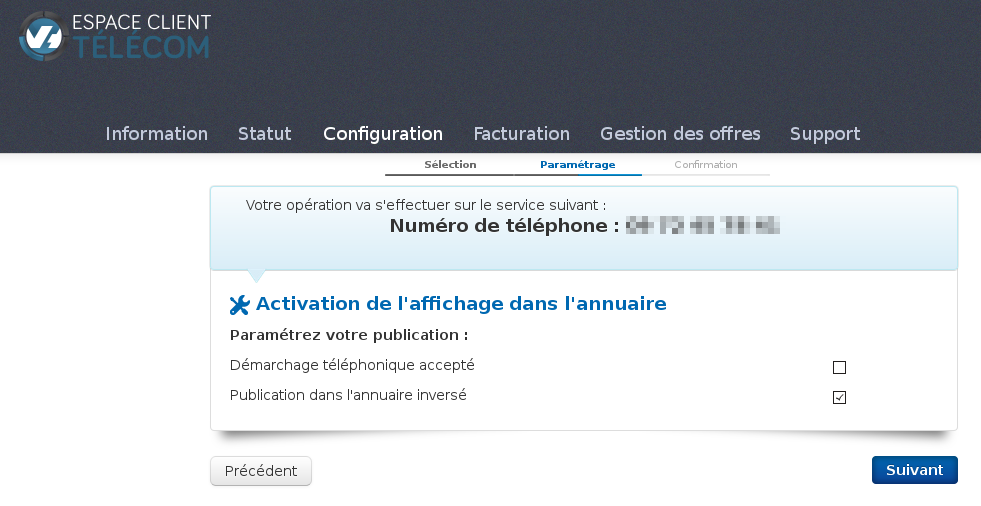 ESPACE CLIENT
TÉLÉCOM
Information Statut Configuration Facturation Gestion des offres Support
Sélection Paramétrage Confirmation
Votre opération va s'effectuer sur le service suivant :
Numéro de téléphone :
Activation de l'affichage dans l'annuaire
Paramétrez votre publication :
Démarchage téléphonique accepté
Publication dans l'annuaire inversé
Précédent Suivant